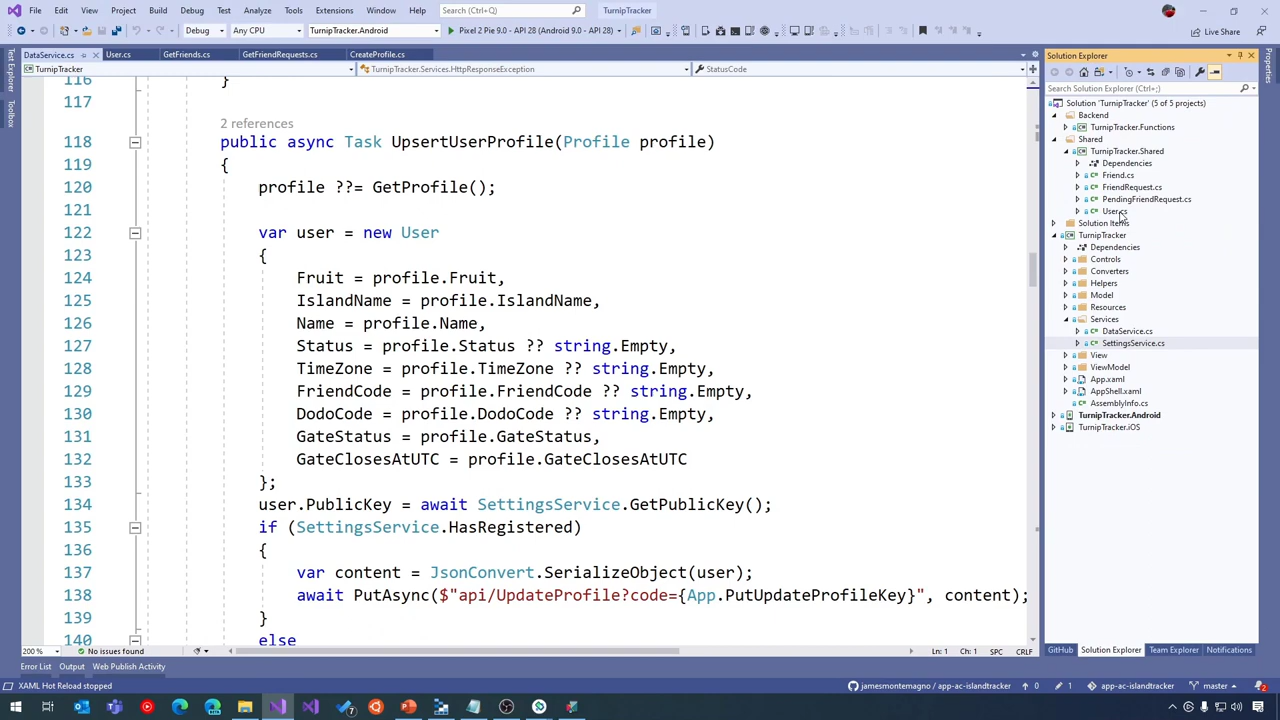 File Edit View Git Project Build Debug Test Analyze Tools Extensions Window Help Search (Ctrl+Q) TurnipTracker
Debug Any CPU TurnipTracker.Android Pixel 2 Pie 9.0 - API 28 (Android 9.0 - API 28) Live Share
DataService.cs User.cs GetFriends.cs GetFriendRequests.cs CreateProfile.cs
TurnipTracker TurnipTracker.Services.HttpResponseException StatusCode
Test Explorer
Toolbox
116 }
117
2 references
118 public async Task UpsertUserProfile(Profile profile)
119 {
120 profile ??= GetProfile();
121
122 var user = new User
123 {
124 Fruit = profile.Fruit,
125 IslandName = profile.IslandName,
126 Name = profile.Name,
127 Status = profile.Status ?? string.Empty,
128 TimeZone = profile.TimeZone ?? string.Empty,
129 FriendCode = profile.FriendCode ?? string.Empty,
130 DodoCode = profile.DodoCode ?? string.Empty,
131 GateStatus = profile.GateStatus,
132 GateClosesAtUTC = profile.GateClosesAtUTC
133 };
134 user.PublicKey = await SettingsService.GetPublicKey();
135 if (SettingsService.HasRegistered)
136 {
137 var content = JsonConvert.SerializeObject(user);
138 await PutAsync($"api/UpdateProfile?code={App.PutUpdateProfileKey}", content);
139 }
140 else
200 % No issues found Ln: 1 Ch: 1 SPC CRLF
Solution Explorer
Search Solution Explorer (Ctrl+;)
Solution 'TurnipTracker' (5 of 5 projects)
Backend
TurnipTracker.Functions
Shared
TurnipTracker.Shared
Dependencies
Friend.cs
FriendRequest.cs
PendingFriendRequest.cs
User.cs
Solution Items
TurnipTracker
Dependencies
Controls
Converters
Helpers
Model
Resources
Services
DataService.cs
SettingsService.cs
View
ViewModel
App.xaml
AppShell.xaml
AssemblyInfo.cs
TurnipTracker.Android
TurnipTracker.iOS
GitHub Solution Explorer Team Explorer Notifications
Properties
Error List Output Web Publish Activity
XAML Hot Reload stopped jamesmontemagno / app-ac-islandtracker 0 1 app-ac-islandtracker master 2